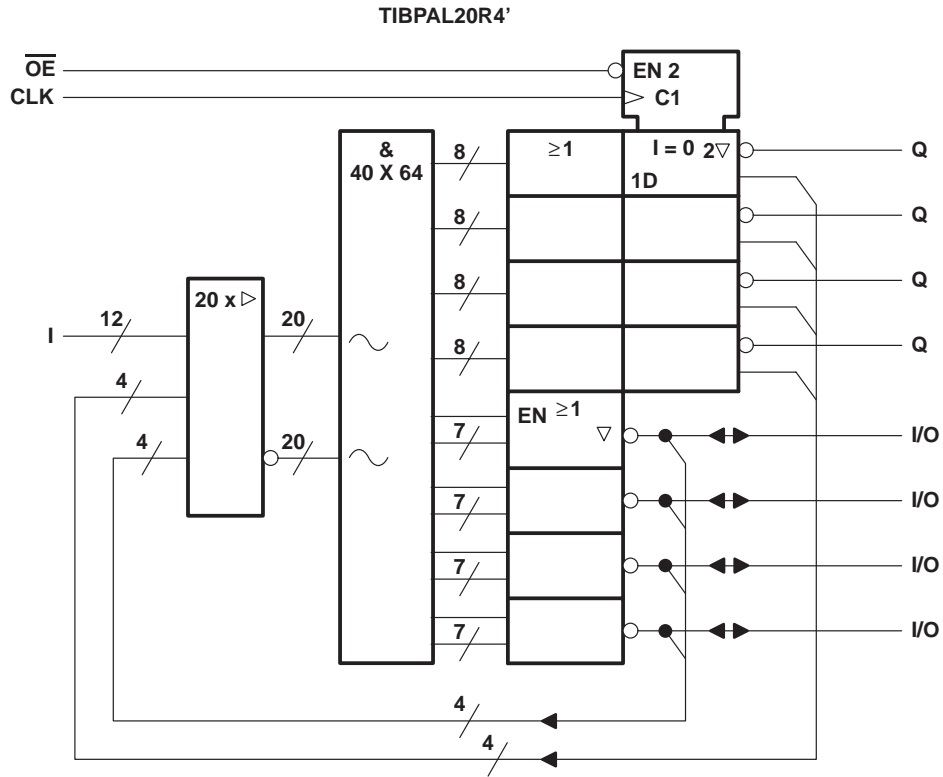 TIBPAL20R4’
OE
EN 2
CLK
C1
&
40 X 64
8
≥1
I = 0 2▽
1D
Q
8
Q
8
Q
20 x ▷
I
12
20
8
Q
4
EN ≥1
▽
7
I/O
4
20
7
I/O
7
I/O
7
I/O
4
4